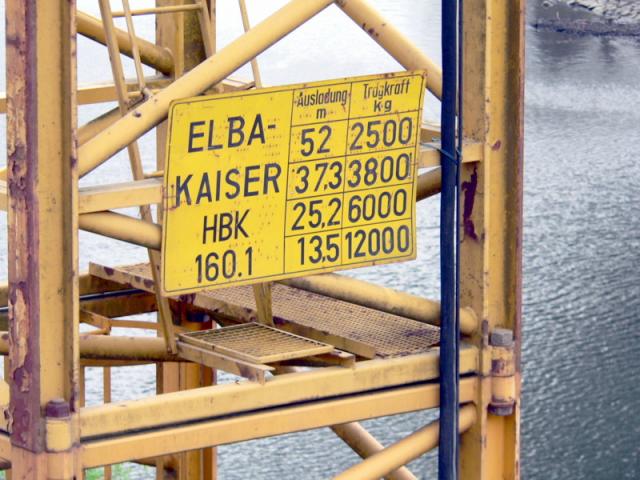 ELBA-
KAISER
HBK
160.1
Ausladung Tragkraft
m kg
52 2500
37,3 3800
25,2 6000
13,5 12000